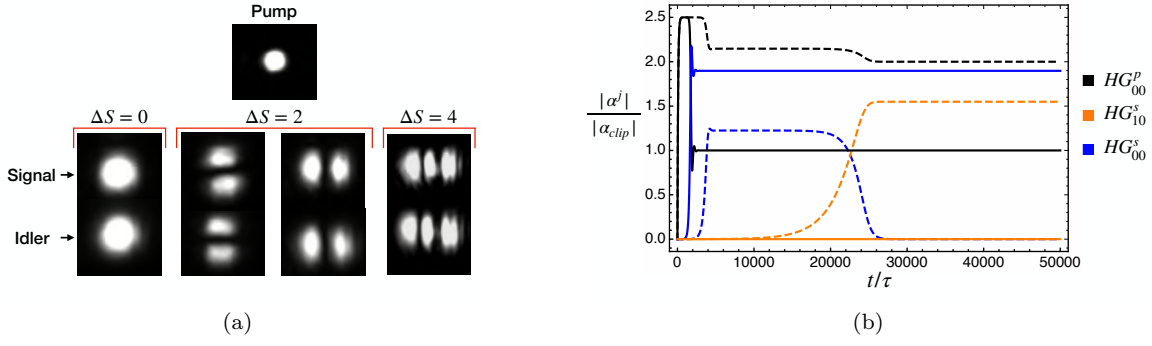 (a)
Pump
ΔS = 0
ΔS = 2
ΔS = 4
Signal
Idler
(b)
|α^j|
|α_clip|
2.5
2.0
1.5
1.0
0.5
0.0
0
10000
20000
30000
40000
50000
t/τ
HG^p_00
HG^s_10
HG^s_00